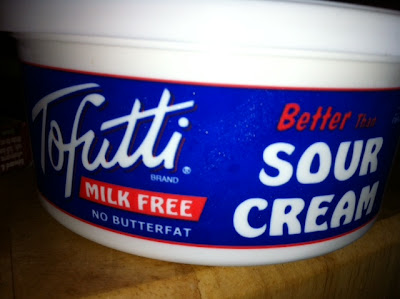 Tofutti®
BRAND
MILK FREE
NO BUTTERFAT
Better Than
SOUR
CREAM